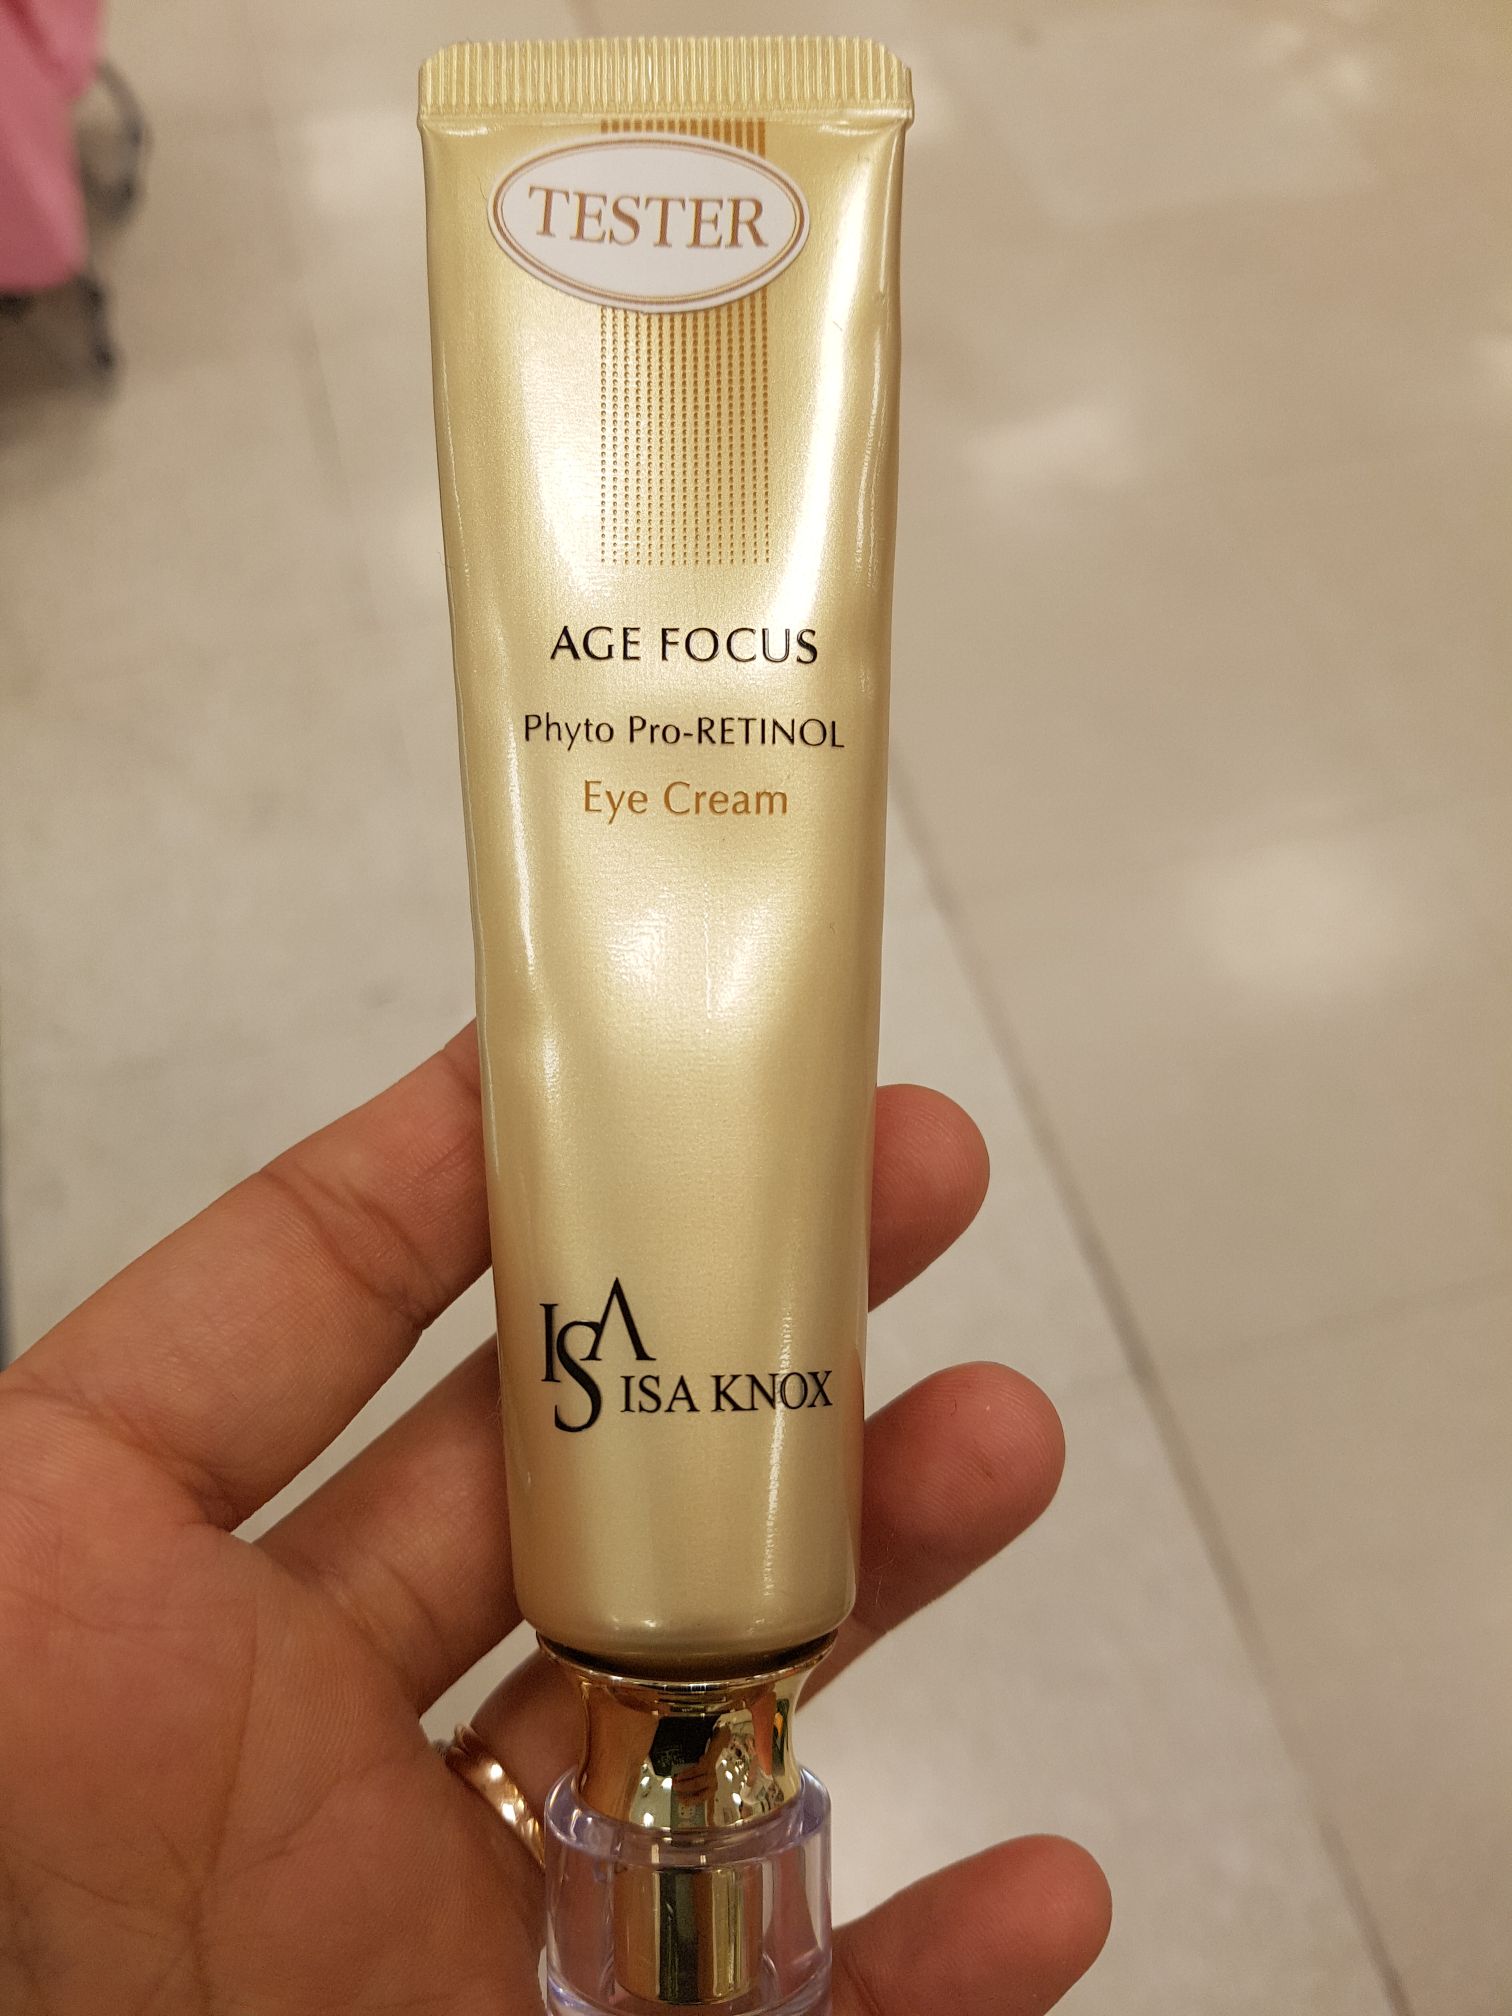 TESTER
AGE FOCUS
Phyto Pro-RETINOL
Eye Cream
ISA
ISA KNOX